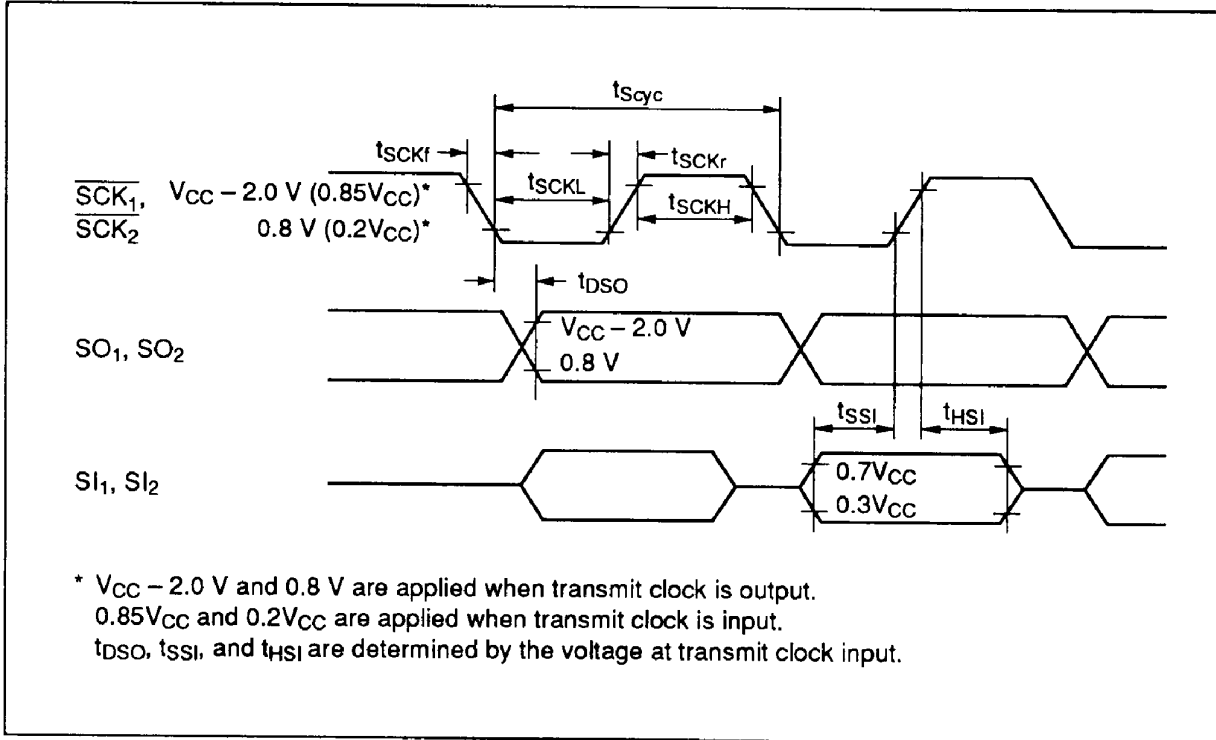 tScyc
tSCKf
tSCKr
tSCKL
tSCKH
SCK1, VCC – 2.0 V (0.85VCC)*
SCK2 0.8 V (0.2VCC)*
tDSO
SO1, SO2
VCC – 2.0 V
0.8 V
tSSI
tHSI
SI1, SI2
0.7VCC
0.3VCC
* VCC – 2.0 V and 0.8 V are applied when transmit clock is output.
0.85VCC and 0.2VCC are applied when transmit clock is input.
tDSO, tSSI, and tHSI are determined by the voltage at transmit clock input.